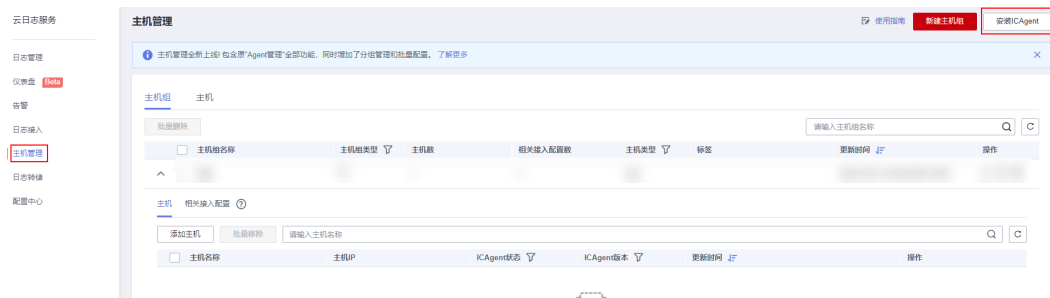 云日志服务
日志管理
仪表盘 Beta
告警
日志接入
主机管理
日志转储
配置中心
主机管理 使用指南 新建主机组 安装ICAgent
主机管理全新上线! 包含原"Agent管理"全部功能，同时增加了分组管理和批量配置。 了解更多
主机组 主机
批量删除 请输入主机组名称
主机组名称 主机组类型 主机数 相关接入配置数 主机类型 标签 更新时间 操作
主机 相关接入配置
添加主机 批量移除 请输入主机名称
主机名称 主机IP ICAgent状态 ICAgent版本 更新时间 操作